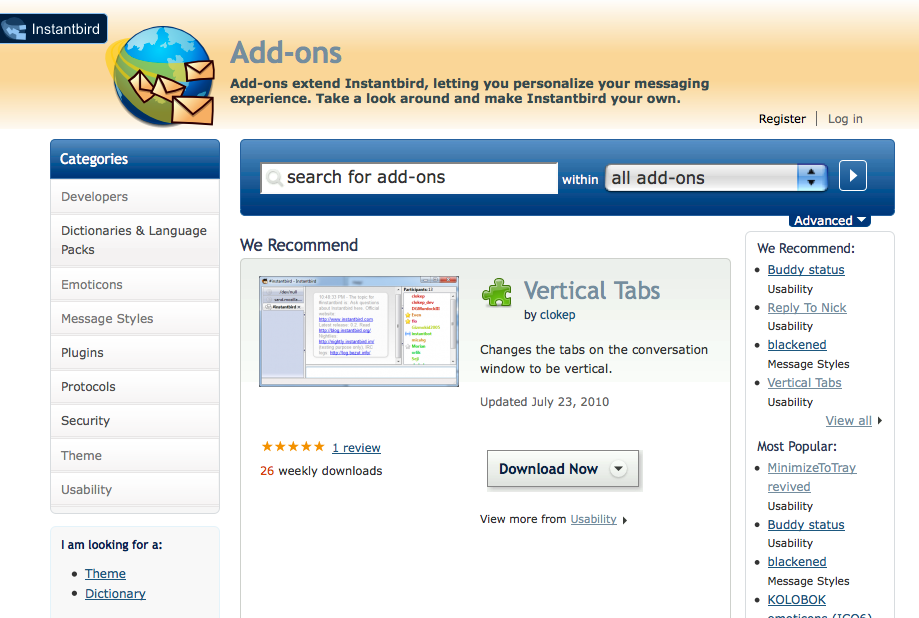 Instantbird
Add-ons
Add-ons extend Instantbird, letting you personalize your messaging
experience. Take a look around and make Instantbird your own.
Register
Log in
Categories
Developers
Dictionaries & Language
Packs
Emoticons
Message Styles
Plugins
Protocols
Security
Theme
Usability
I am looking for a:
Theme
Dictionary
search for add-ons
within
all add-ons
Advanced
We Recommend
Vertical Tabs
by clokep
Changes the tabs on the conversation
window to be vertical.
Updated July 23, 2010
1 review
26 weekly downloads
Download Now
View more from Usability
We Recommend:
Buddy status
Usability
Reply To Nick
Usability
blackened
Message Styles
Vertical Tabs
Usability
View all
Most Popular:
MinimizeToTray
revived
Usability
Buddy status
Usability
blackened
Message Styles
KOLOBOK